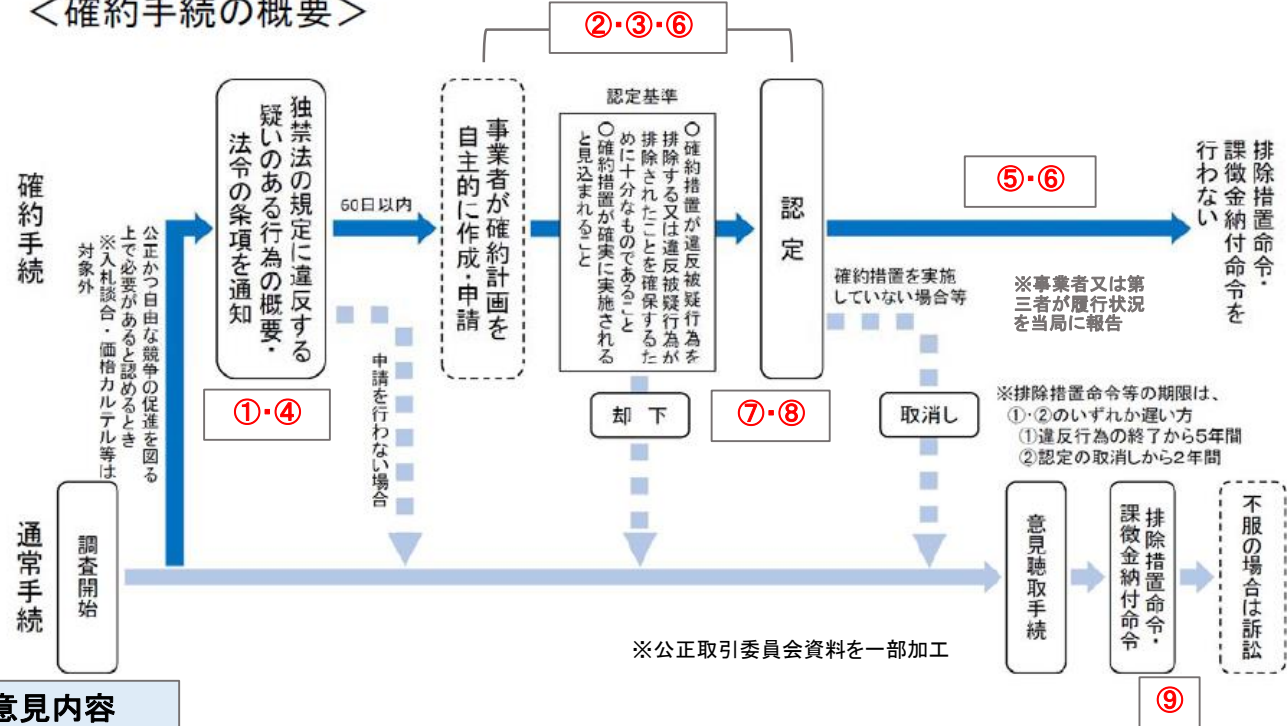 <確約手続の概要>
②・③・⑥
確約手続
公正かつ自由な競争の促進を図る
上で必要があると認めるとき
※入札談合・価格カルテル等は
対象外
独禁法の規定に違反する
疑いのある行為の概要・
法令の条項を通知
①・④
60日以内
申請を行わない場合
事業者が確約計画を
自主的に作成・申請
認定基準
○確約措置が違反被疑行為を
排除する又は違反被疑行為が
排除されたことを確保するた
めに十分なものであること
○確約措置が確実に実施される
と見込まれること
却下
⑦・⑧
認定
確約措置を実施
していない場合等
取消し
⑤・⑥
※事業者又は第
三者が履行状況
を当局に報告
排除措置命令・
課徴金納付命令を
行わない
※排除措置命令等の期限は、
①・②のいずれか遅い方
①違反行為の終了から5年間
②認定の取消しから2年間
通常手続
調査開始
意見聴取手続
排除措置命令・
課徴金納付命令
不服の場合は訴訟
※公正取引委員会資料を一部加工
⑨
意見内容